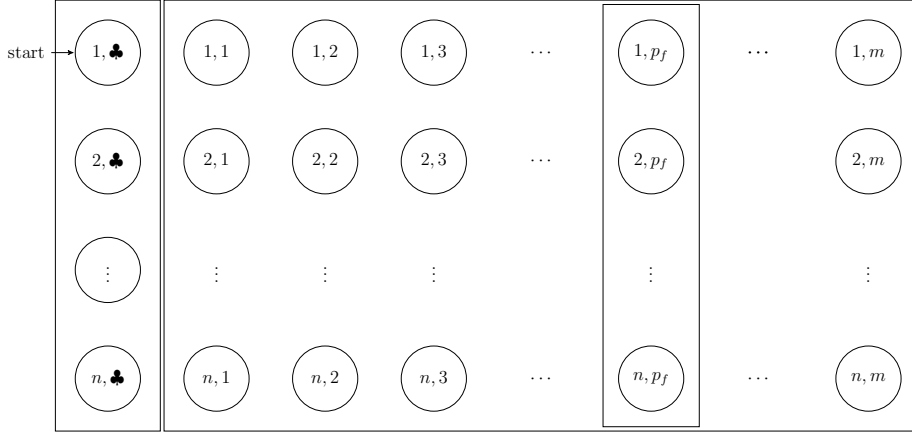 start 1, ♣ 1, 1 1, 2 1, 3 ⋯ 1, p_f ⋯ 1, m
2, ♣ 2, 1 2, 2 2, 3 ⋯ 2, p_f 2, m
⋮ ⋮ ⋮ ⋮ ⋮ ⋮
n, ♣ n, 1 n, 2 n, 3 ⋯ n, p_f ⋯ n, m